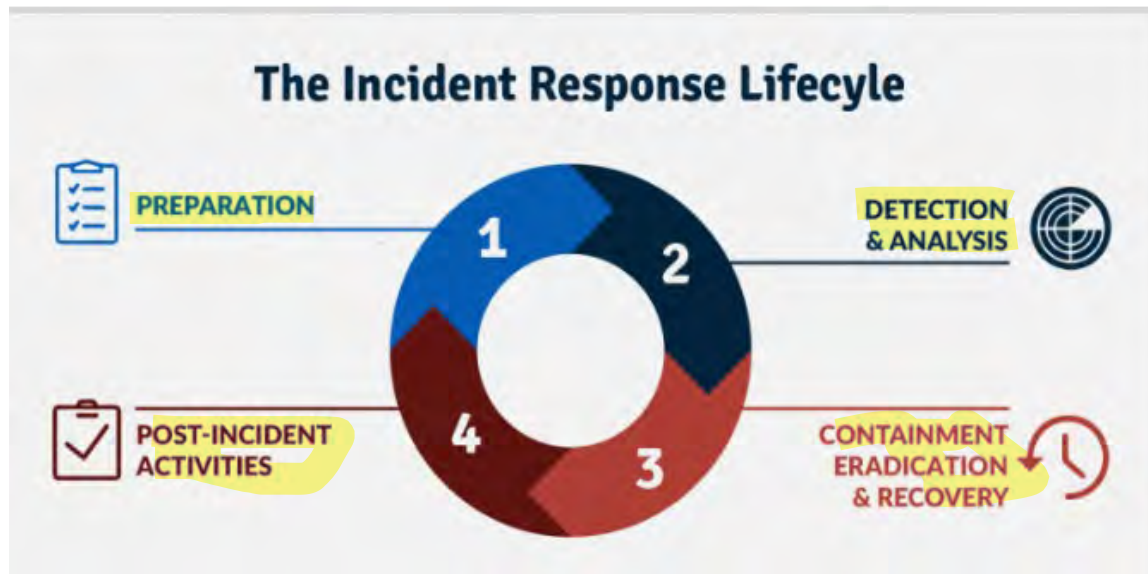 The Incident Response Lifecyle
PREPARATION
1
2
DETECTION
& ANALYSIS
POST-INCIDENT
ACTIVITIES
4
3
CONTAINMENT
ERADICATION
& RECOVERY